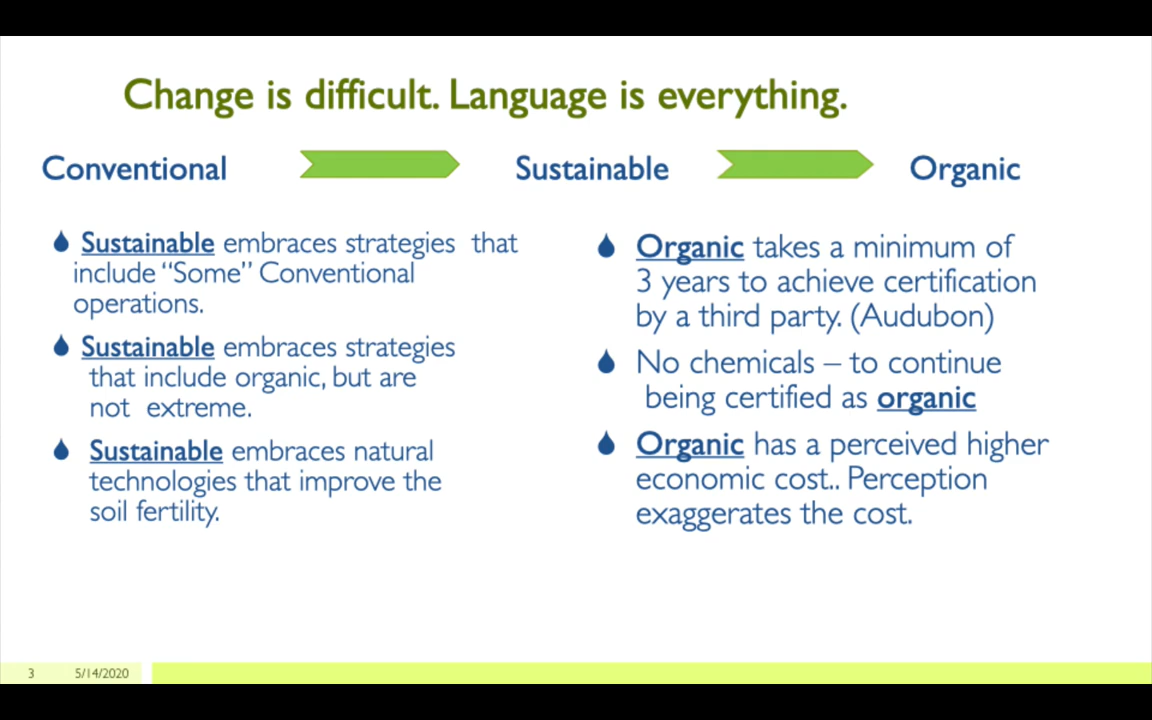 Change is difficult. Language is everything.
Conventional
Sustainable
Organic
Sustainable embraces strategies that
include “Some” Conventional
operations.
Sustainable embraces strategies
that include organic, but are
not extreme.
Sustainable embraces natural
technologies that improve the
soil fertility.
Organic takes a minimum of
3 years to achieve certification
by a third party. (Audubon)
No chemicals – to continue
being certified as organic
Organic has a perceived higher
economic cost.. Perception
exaggerates the cost.
3
5/14/2020